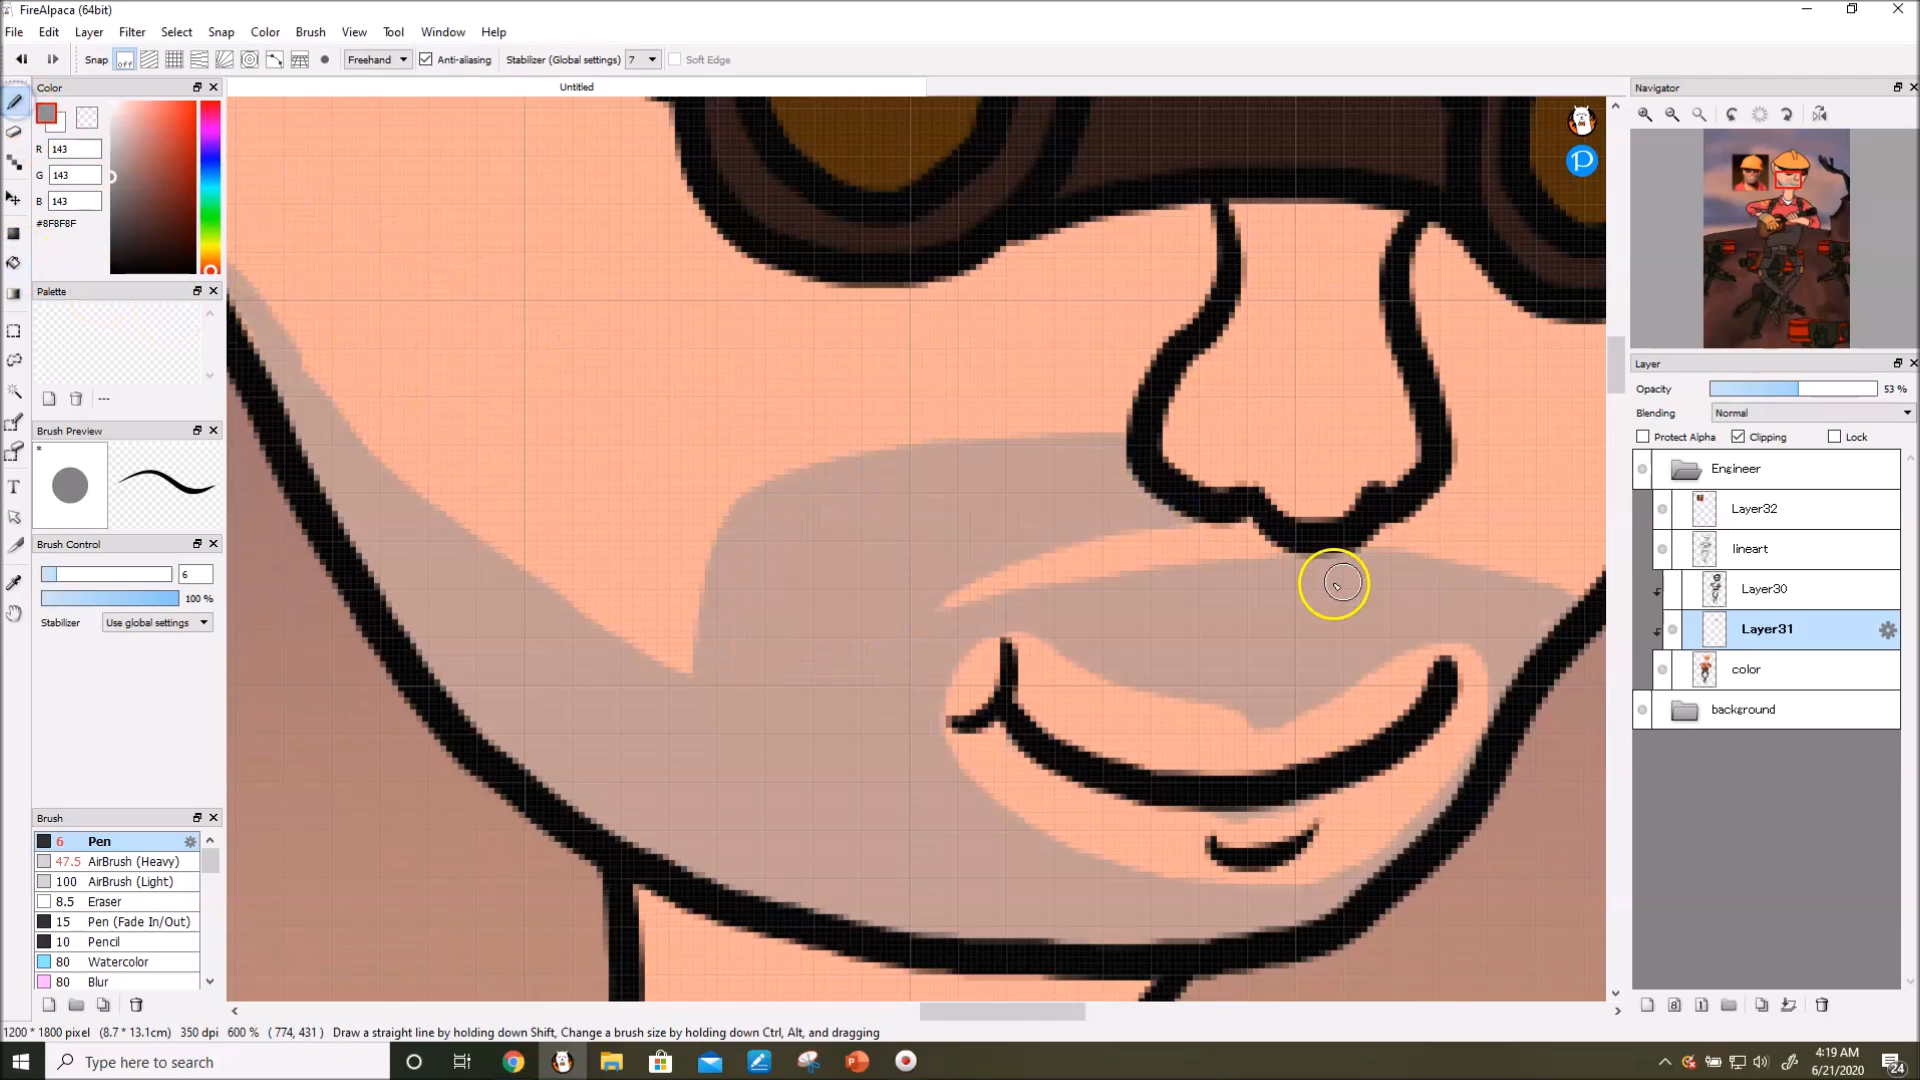 FireAlpaca (64bit)
File Edit Layer Filter Select Snap Color Brush View Tool Window Help
Snap off Freehand Anti-aliasing Stabilizer (Global settings) 7 Soft Edge
Color
Untitled
Navigator
R 143
G 143
B 143
#8F8F8F
Palette
---
Brush Preview
*
Brush Control
6
100 %
Stabilizer Use global settings
Brush
6 Pen
47.5 AirBrush (Heavy)
100 AirBrush (Light)
8.5 Eraser
15 Pen (Fade In/Out)
10 Pencil
80 Watercolor
80 Blur
P
Layer
Opacity 53 %
Blending Normal
Protect Alpha Clipping Lock
Engineer
Layer32
lineart
Layer30
Layer31
color
background
8 1
1200 * 1800 pixel (8.7 * 13.1cm) 350 dpi 600 % ( 774, 431 ) Draw a straight line by holding down Shift, Change a brush size by holding down Ctrl, Alt, and dragging
Type here to search
4:19 AM
6/21/2020
24